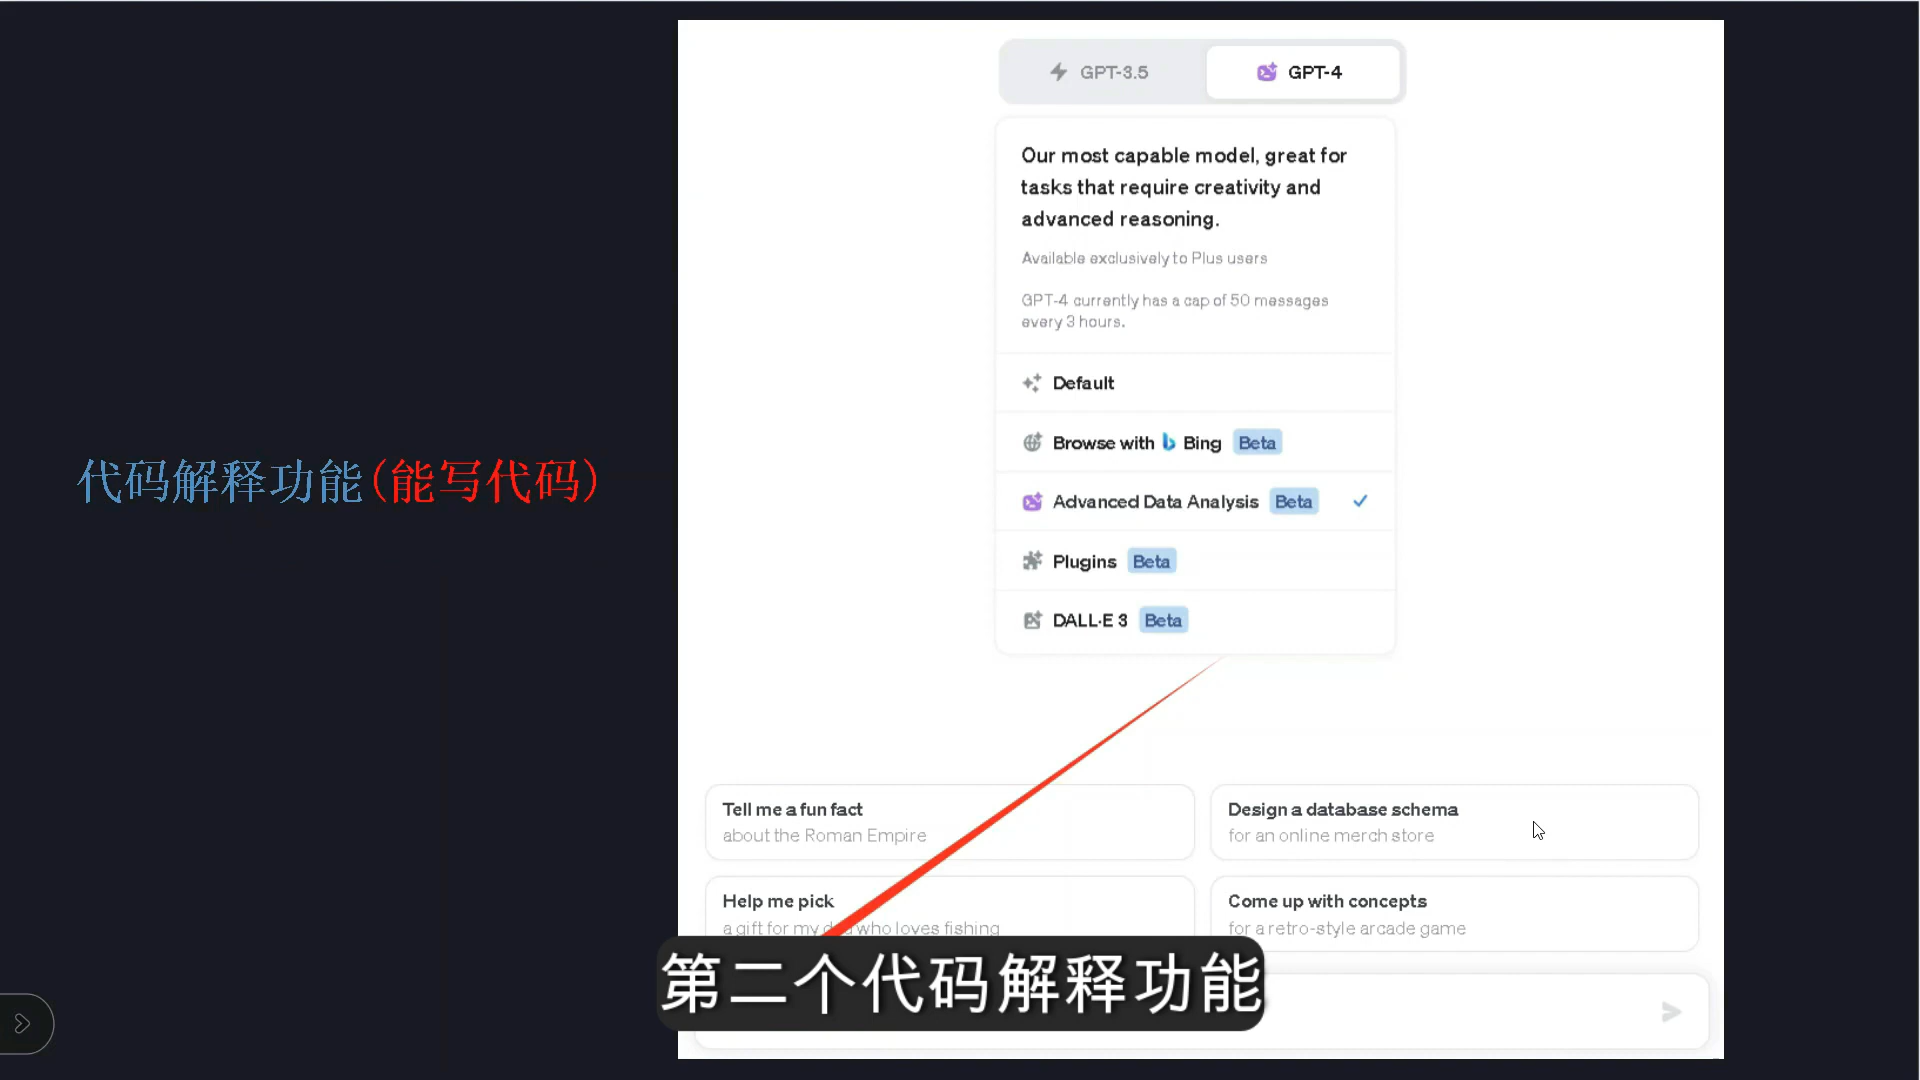 代码解释功能(能写代码)
GPT-3.5
GPT-4
Our most capable model, great for
tasks that require creativity and
advanced reasoning.
Available exclusively to Plus users
GPT-4 currently has a cap of 50 messages
every 3 hours.
Default
Browse with Bing Beta
Advanced Data Analysis Beta
Plugins Beta
DALL·E 3 Beta
Tell me a fun fact
about the Roman Empire
Design a database schema
for an online merch store
Help me pick
a gift for my dad who loves fishing
Come up with concepts
for a retro-style arcade game
第二个代码解释功能